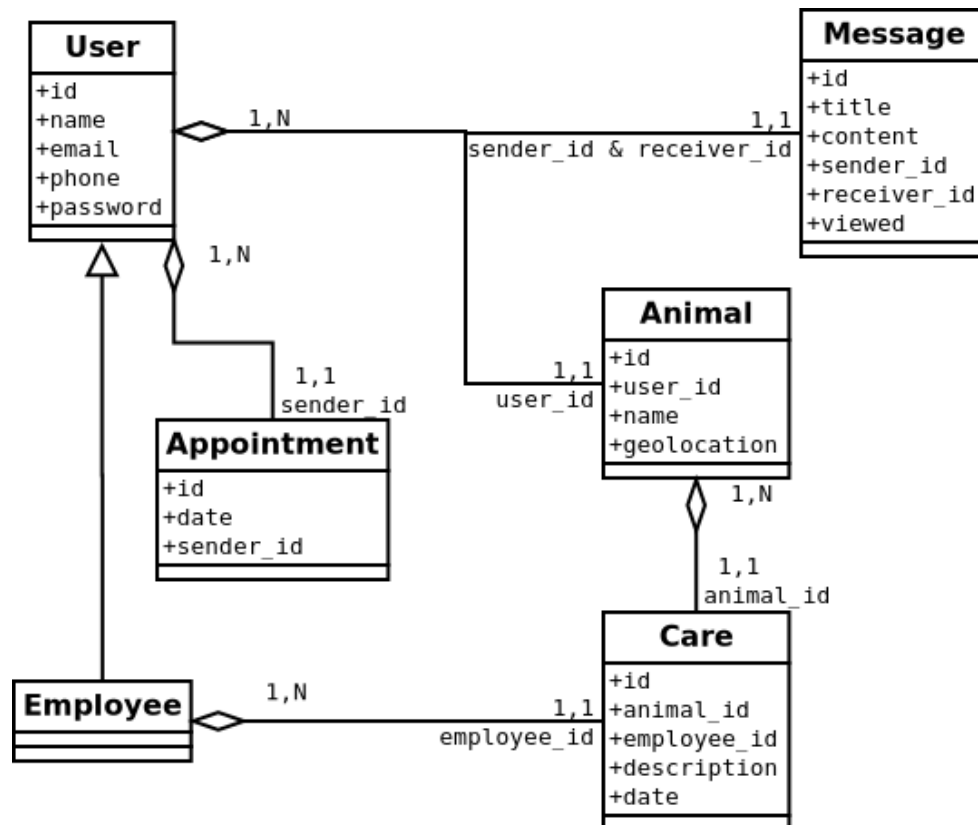 User
+id
+name
+email
+phone
+password
Message
+id
+title
+content
+sender_id
+receiver_id
+viewed
1,N
1,1
sender_id & receiver_id
1,N
1,1
sender_id
Appointment
+id
+date
+sender_id
1,1
user_id
Animal
+id
+user_id
+name
+geolocation
1,N
1,1
animal_id
Employee
1,N
1,1
employee_id
Care
+id
+animal_id
+employee_id
+description
+date